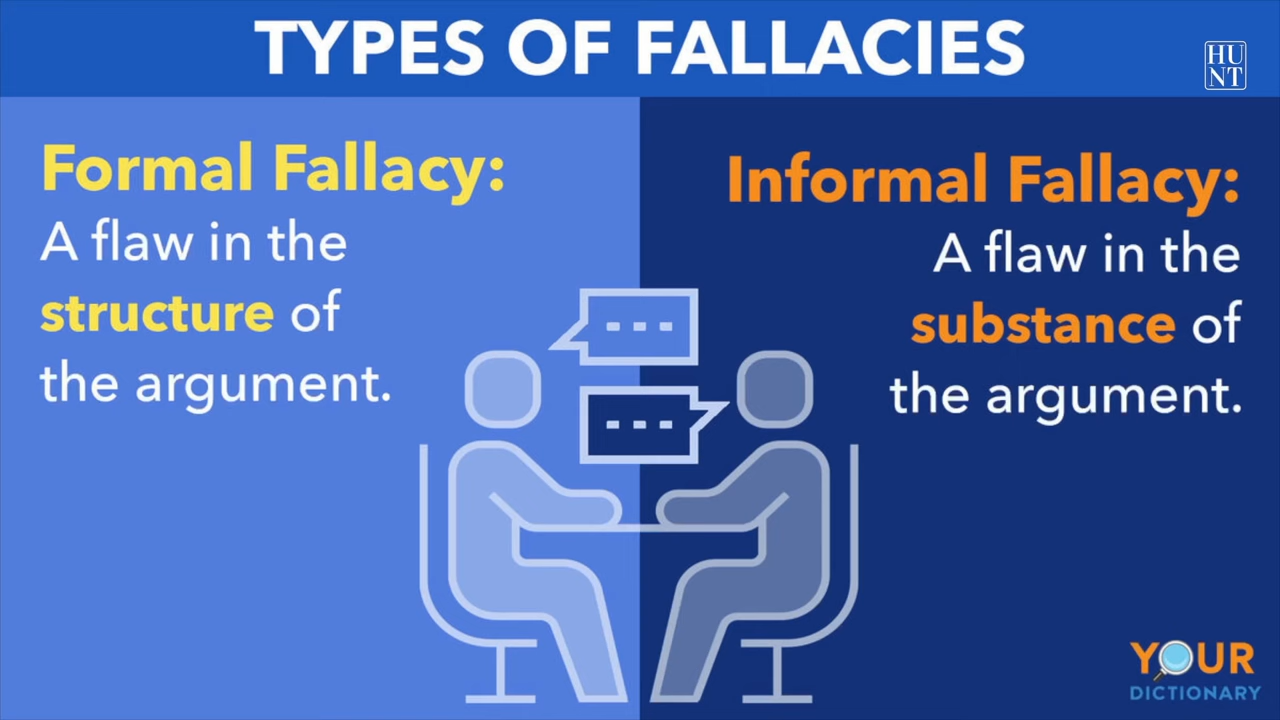 TYPES OF FALLACIES
HU
NT
Formal Fallacy:
A flaw in the
structure of
the argument.
Informal Fallacy:
A flaw in the
substance of
the argument.
YOUR
DICTIONARY